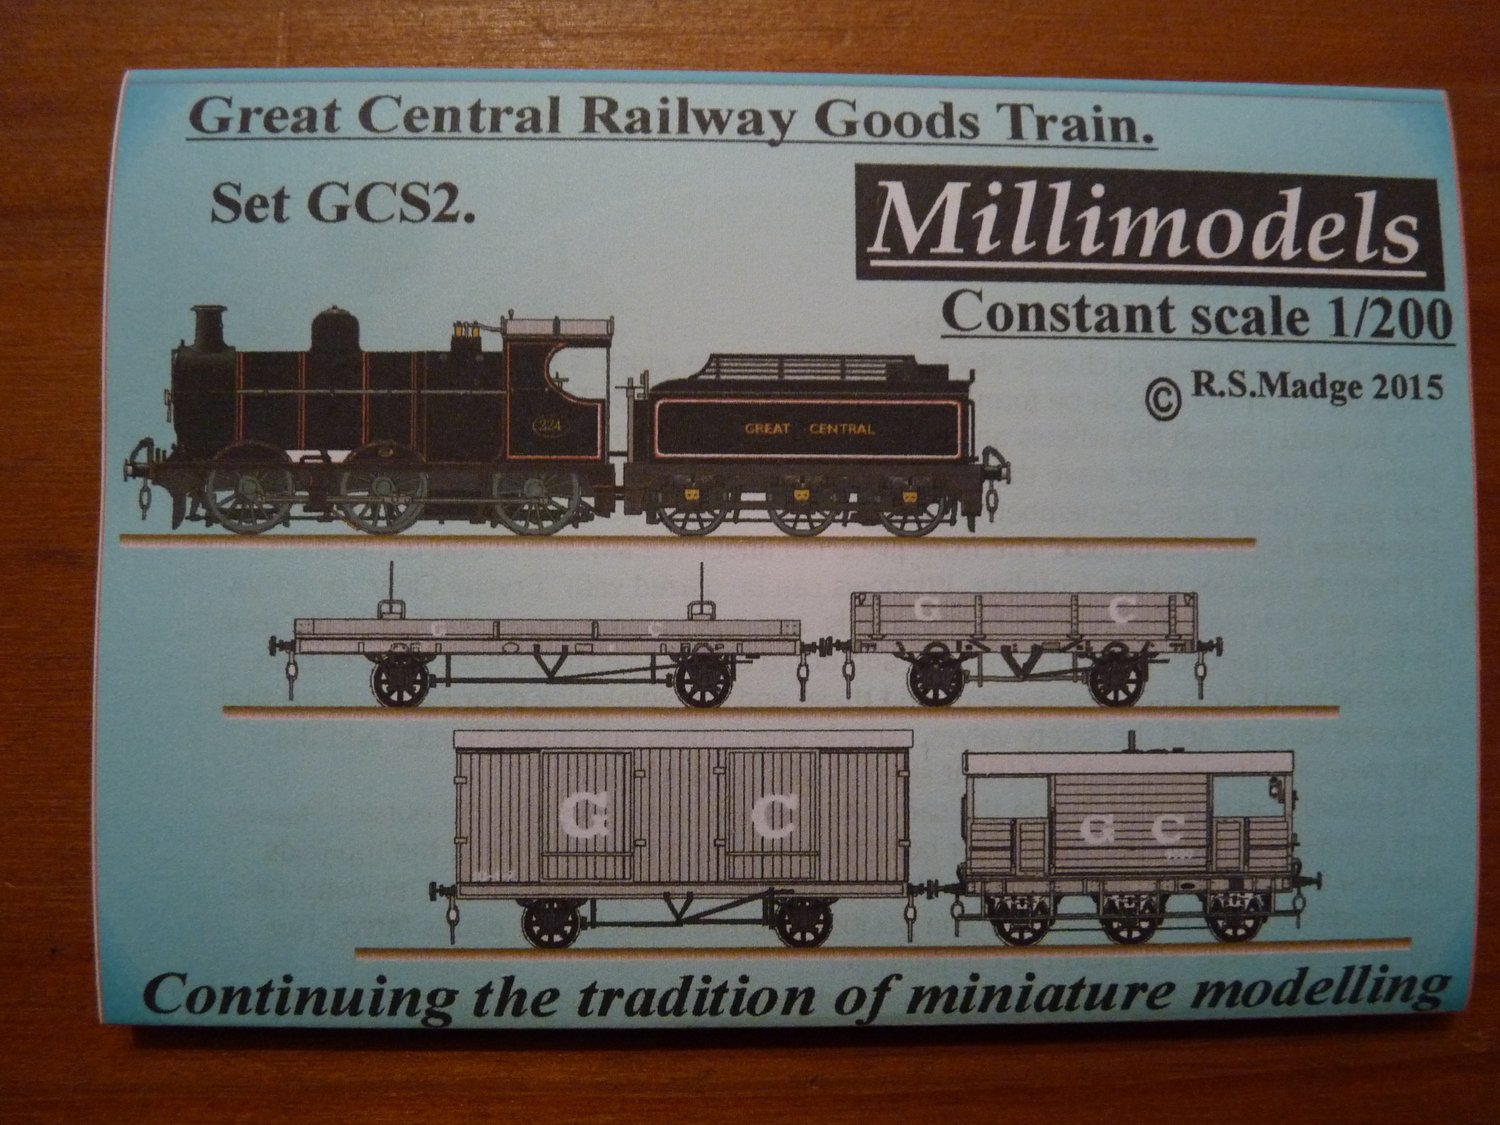 Great Central Railway Goods Train.
Set GCS2.
Millimodels
Constant scale 1/200
© R.S.Madge 2015
224
GREAT CENTRAL
G C
G C
G C
G C
Continuing the tradition of miniature modelling